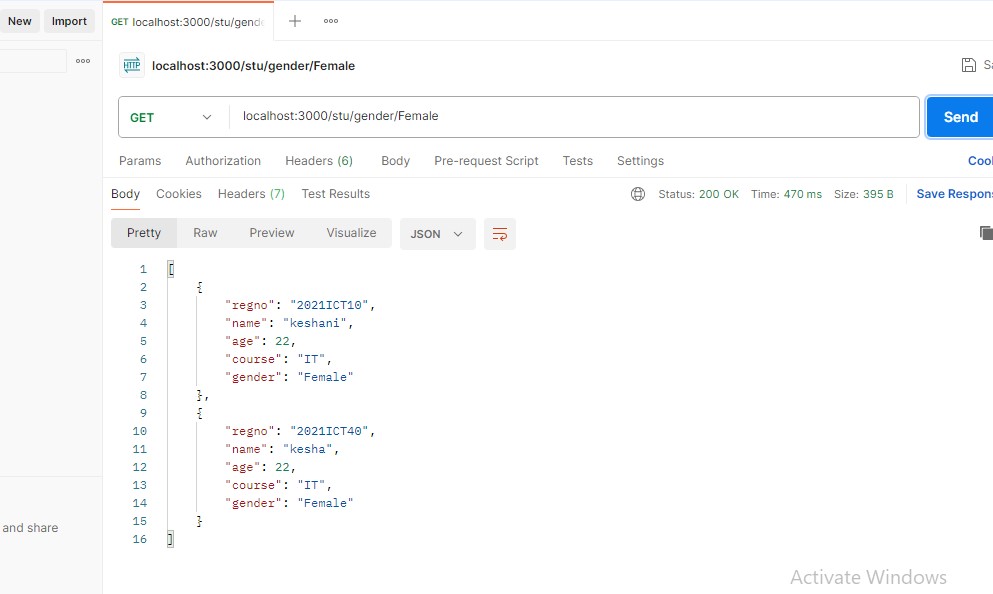 New Import GET localhost:3000/stu/gende
HTTP localhost:3000/stu/gender/Female Sa
GET localhost:3000/stu/gender/Female Send
Params Authorization Headers (6) Body Pre-request Script Tests Settings Cool
Body Cookies Headers (7) Test Results Status: 200 OK Time: 470 ms Size: 395 B Save Respons
Pretty Raw Preview Visualize JSON
1 [
2 {
3 "regno": "2021ICT10",
4 "name": "keshani",
5 "age": 22,
6 "course": "IT",
7 "gender": "Female"
8 },
9 {
10 "regno": "2021ICT40",
11 "name": "kesha",
12 "age": 22,
13 "course": "IT",
14 "gender": "Female"
15 }
16 ]
and share
Activate Windows